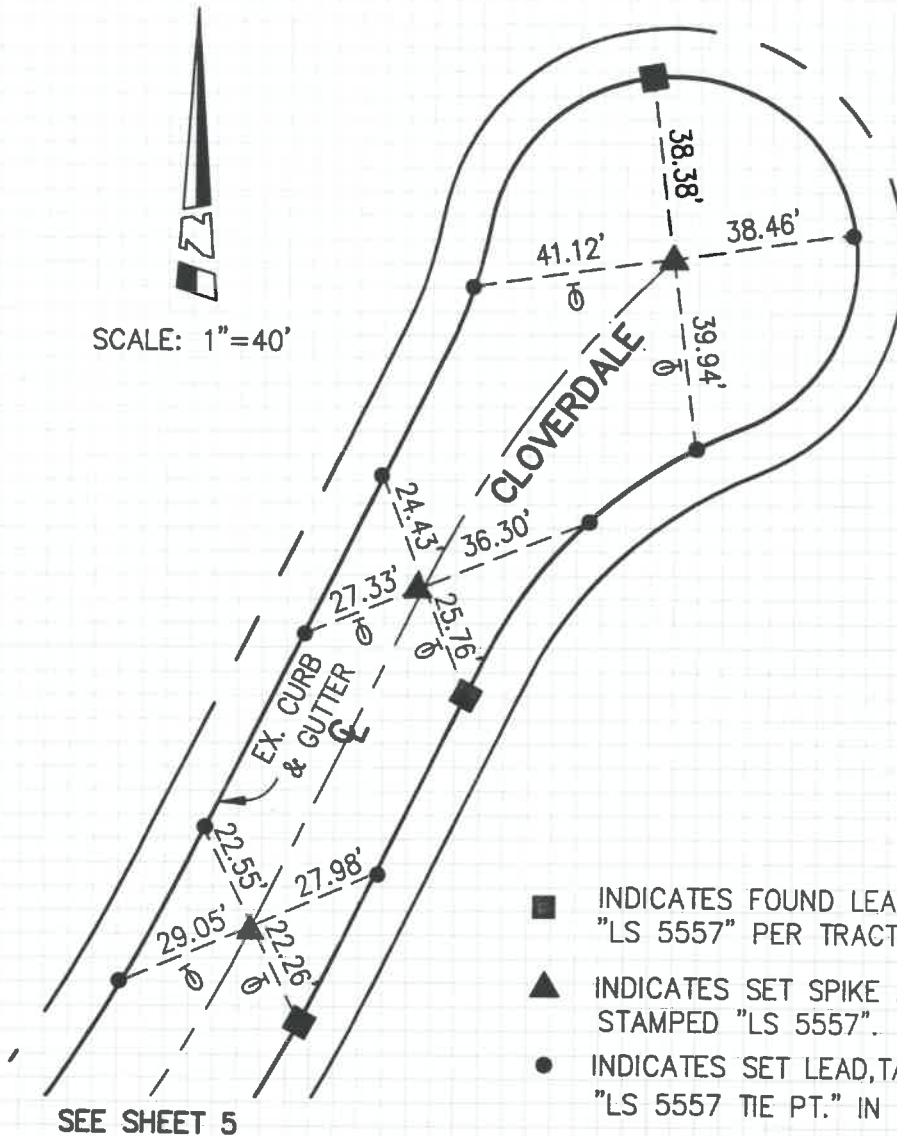 38.38'
38.46'
41.12'
39.94'
SCALE: 1"=40'
CLOVERDALE
24.43'
36.30'
27.33'
25.76'
EX. CURB
& GUTTER
22.55'
27.98'
29.05'
22.26'
INDICATES FOUND LEA
"LS 5557" PER TRACT
INDICATES SET SPIKE
STAMPED "LS 5557".
INDICATES SET LEAD,TA
"LS 5557 TIE PT." IN
SEE SHEET 5